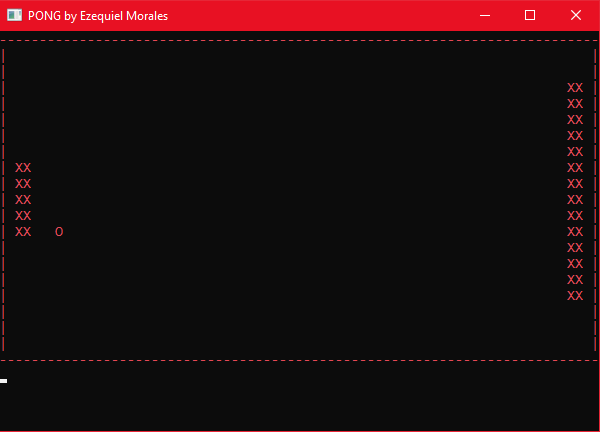 PONG by Ezequiel Morales
---------------------------------------------------------------------------
|                                                                         |
|                                                                         |
|                                                                      XX |
|                                                                      XX |
|                                                                      XX |
|                                                                      XX |
|                                                                      XX |
| XX                                                                   XX |
| XX                                                                   XX |
| XX                                                                   XX |
| XX                                                                   XX |
| XX   O                                                               XX |
|                                                                      XX |
|                                                                      XX |
|                                                                      XX |
|                                                                      XX |
|                                                                         |
|                                                                         |
|                                                                         |
---------------------------------------------------------------------------